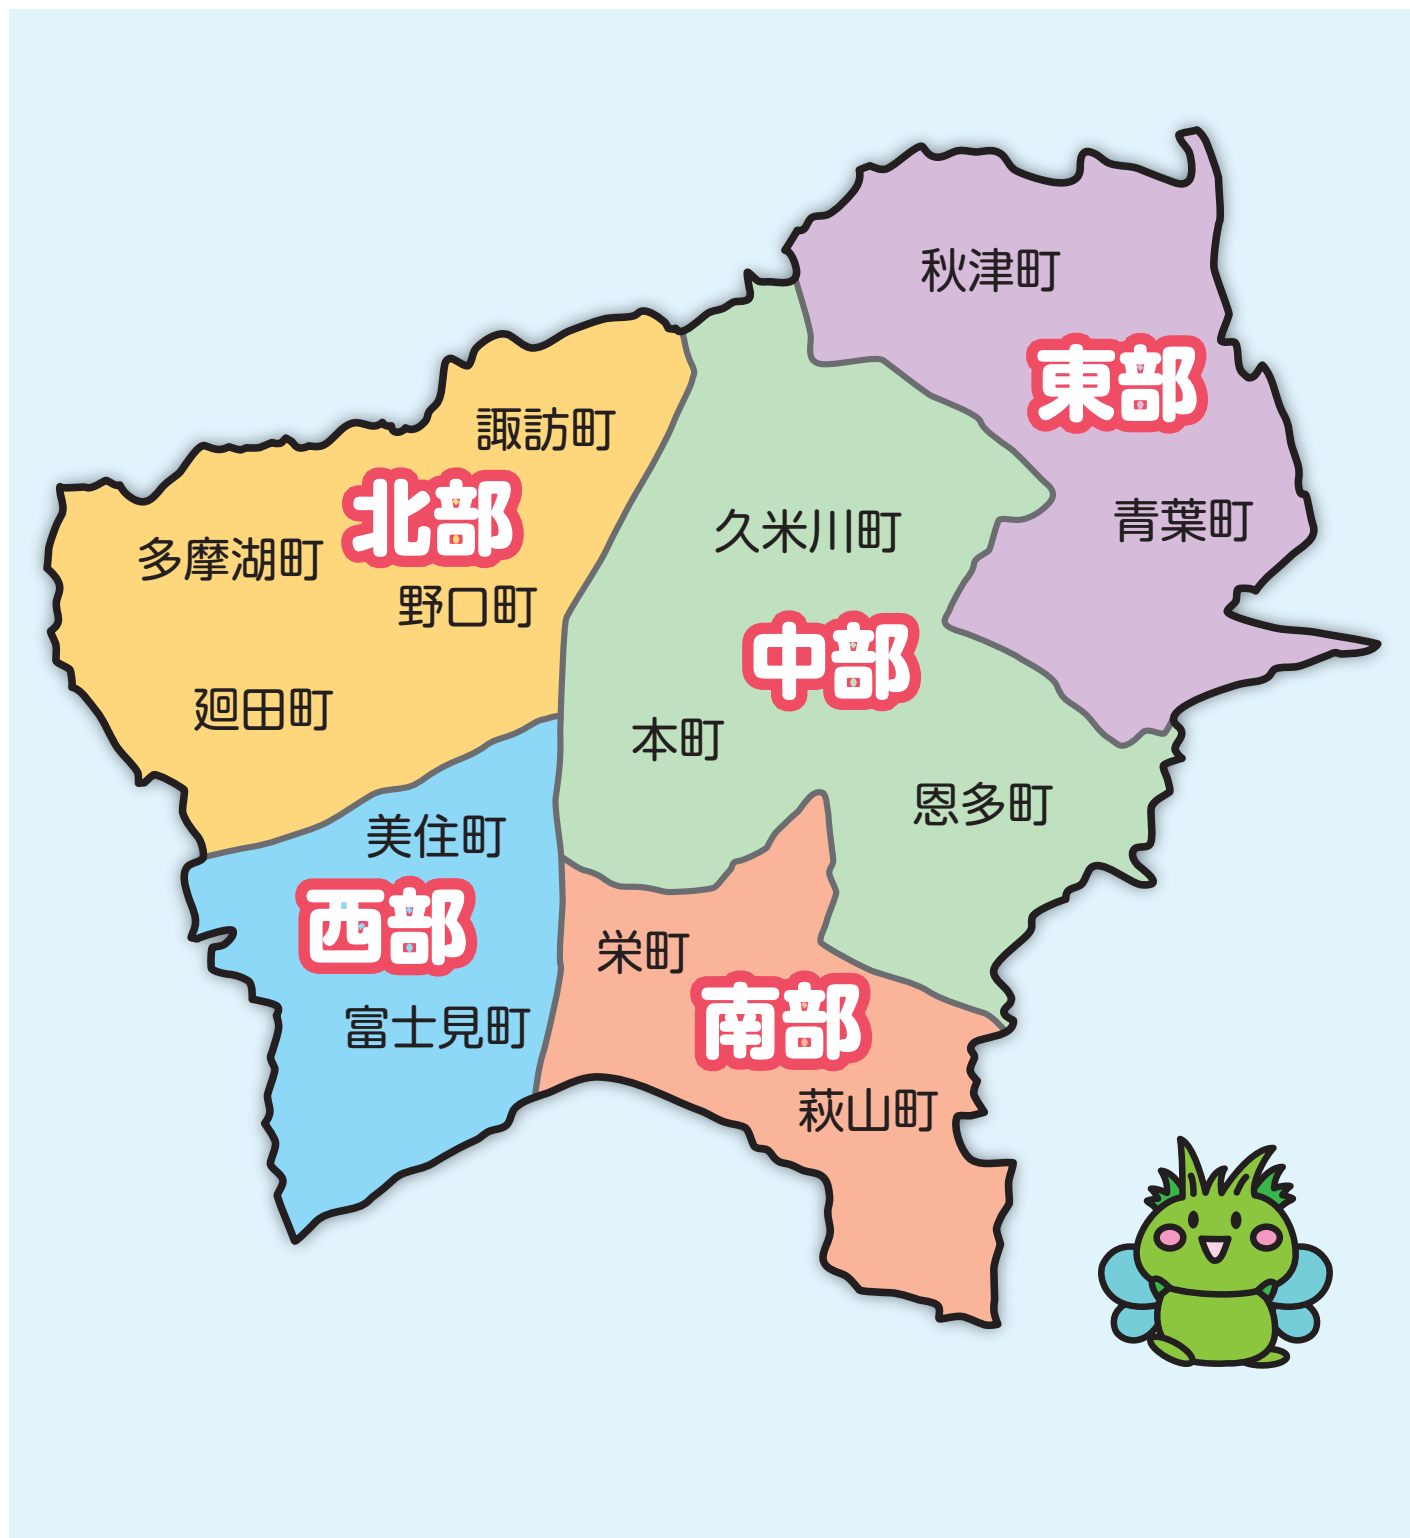 秋津町
東部
青葉町
諏訪町
北部
多摩湖町
野口町
廻田町
久米川町
中部
本町
恩多町
美住町
西部
富士見町
栄町
南部
萩山町